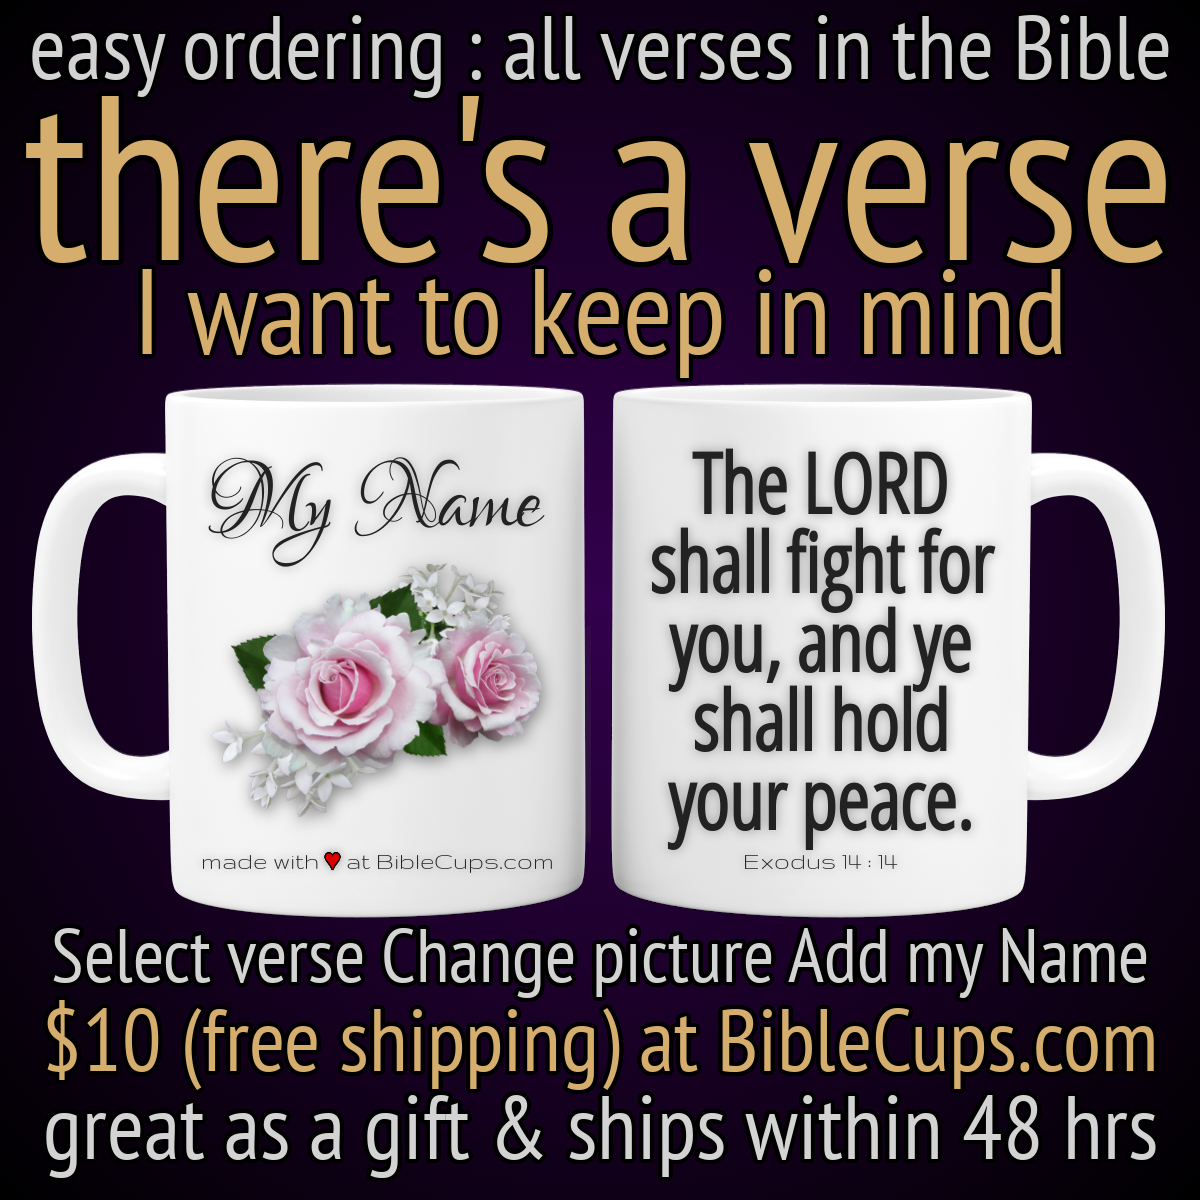 easy ordering : all verses in the Bible
there's a verse
I want to keep in mind
My Name
made with at BibleCups.com
The LORD
shall fight for
you, and ye
shall hold
your peace.
Exodus 14 : 14
Select verse Change picture Add my Name
$10 (free shipping) at BibleCups.com
great as a gift & ships within 48 hrs